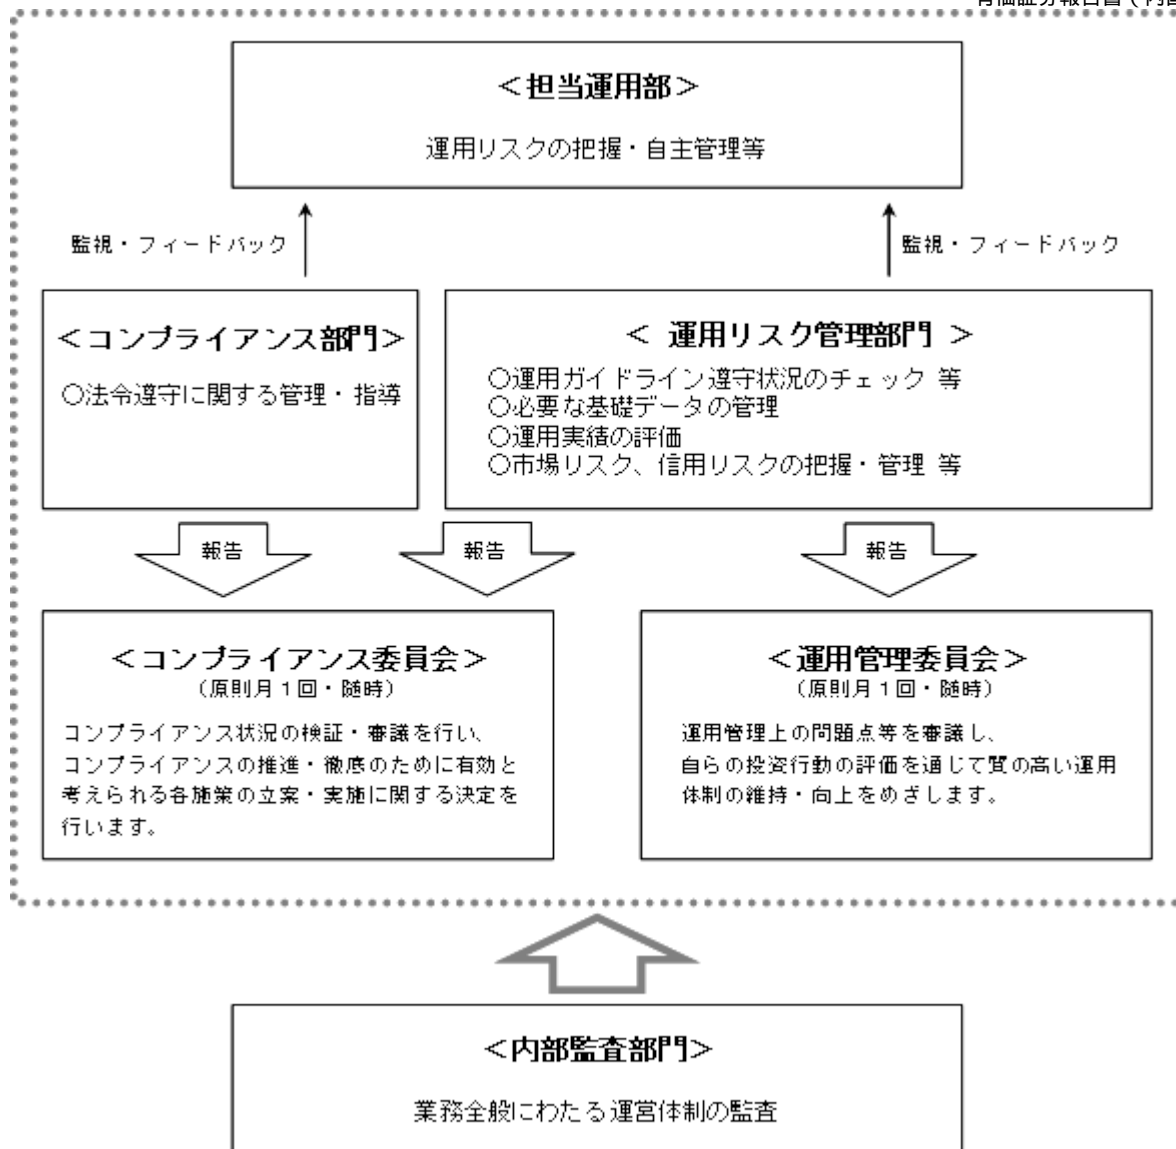 有価証券報告書(内国
＜担当運用部＞
運用リスクの把握・自主管理等
監視・フィードバック
監視・フィードバック
＜コンプライアンス部門＞
〇法令遵守に関する管理・指導
＜ 運用リスク管理部門 ＞
〇運用ガイドライン遵守状況のチェック 等
〇必要な基礎データの管理
〇運用実績の評価
〇市場リスク、信用リスクの把握・管理 等
報告
報告
報告
＜コンプライアンス委員会＞
（原則月１回・随時）
コンプライアンス状況の検証・審議を行い、
コンプライアンスの推進・徹底のために有効と
考えられる各施策の立案・実施に関する決定を
行います。
＜運用管理委員会＞
（原則月１回・随時）
運用管理上の問題点等を審議し、
自らの投資行動の評価を通じて質の高い運用
体制の維持・向上をめざします。
＜内部監査部門＞
業務全般にわたる運営体制の監査